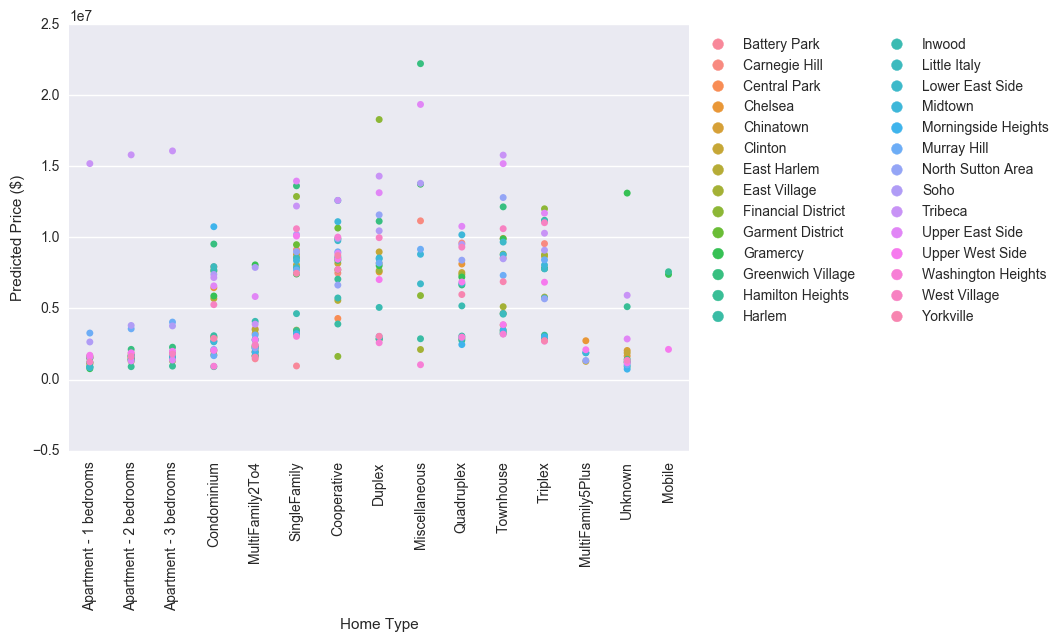 1e7
2.5
2.0
1.5
1.0
0.5
0.0
−0.5
Predicted Price ($)
Apartment - 1 bedrooms
Apartment - 2 bedrooms
Apartment - 3 bedrooms
Condominium
MultiFamily2To4
SingleFamily
Cooperative
Duplex
Miscellaneous
Quadruplex
Townhouse
Triplex
MultiFamily5Plus
Unknown
Mobile
Home Type
Battery Park
Carnegie Hill
Central Park
Chelsea
Chinatown
Clinton
East Harlem
East Village
Financial District
Garment District
Gramercy
Greenwich Village
Hamilton Heights
Harlem
Inwood
Little Italy
Lower East Side
Midtown
Morningside Heights
Murray Hill
North Sutton Area
Soho
Tribeca
Upper East Side
Upper West Side
Washington Heights
West Village
Yorkville